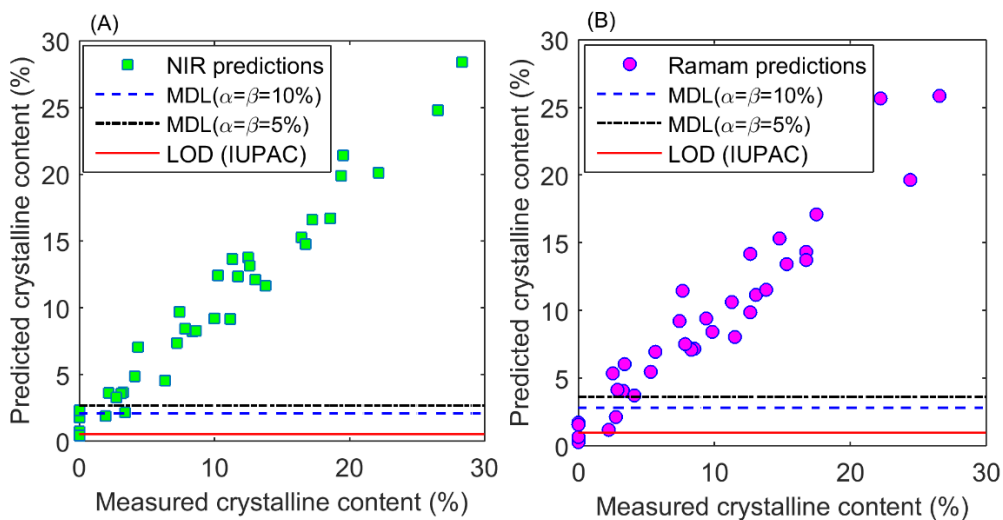 (A)
30
25
20
15
10
5
0
Predicted crystalline content (%)
NIR predictions
MDL(α=β=10%)
MDL(α=β=5%)
LOD (IUPAC)
0 10 20 30
Measured crystalline content (%)
(B)
30
25
20
15
10
5
0
Predicted crystalline content (%)
Ramam predictions
MDL(α=β=10%)
MDL(α=β=5%)
LOD (IUPAC)
0 10 20 30
Measured crystalline content (%)